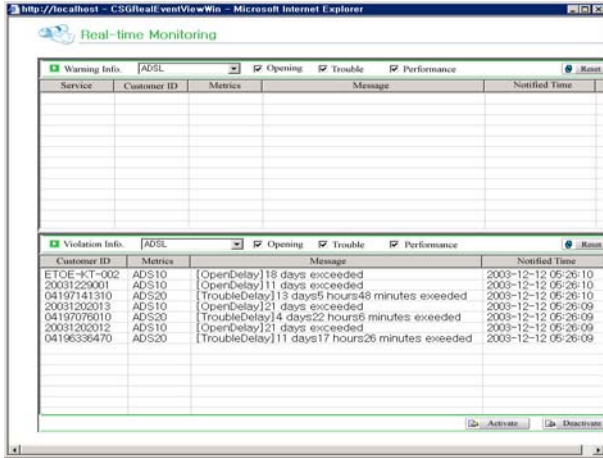 http://localhost - CSGRealEventViewWin - Microsoft Internet Explorer
Real-time Monitoring
Warning Info. ADSL Opening Trouble Performance Reset
Service Customer ID Metrics Message Notified Time
Violation Info. ADSL Opening Trouble Performance Reset
Customer ID Metrics Message Notified Time
ETOE-KT-002 ADS10 [OpenDelay]18 days exceeded 2003-12-12 05:26:10
20031229001 ADS10 [OpenDelay]11 days exceeded 2003-12-12 05:26:10
04197141310 ADS20 [TroubleDelay]13 days5 hours48 minutes exeeded 2003-12-12 05:26:10
20031202013 ADS10 [OpenDelay]21 days exceeded 2003-12-12 05:26:09
04197076010 ADS20 [TroubleDelay]4 days22 hours6 minutes exeeded 2003-12-12 05:26:09
20031202012 ADS10 [OpenDelay]21 days exceeded 2003-12-12 05:26:09
04196336470 ADS20 [TroubleDelay]11 days17 hours26 minutes exeeded 2003-12-12 05:26:09
Activate Deactivate